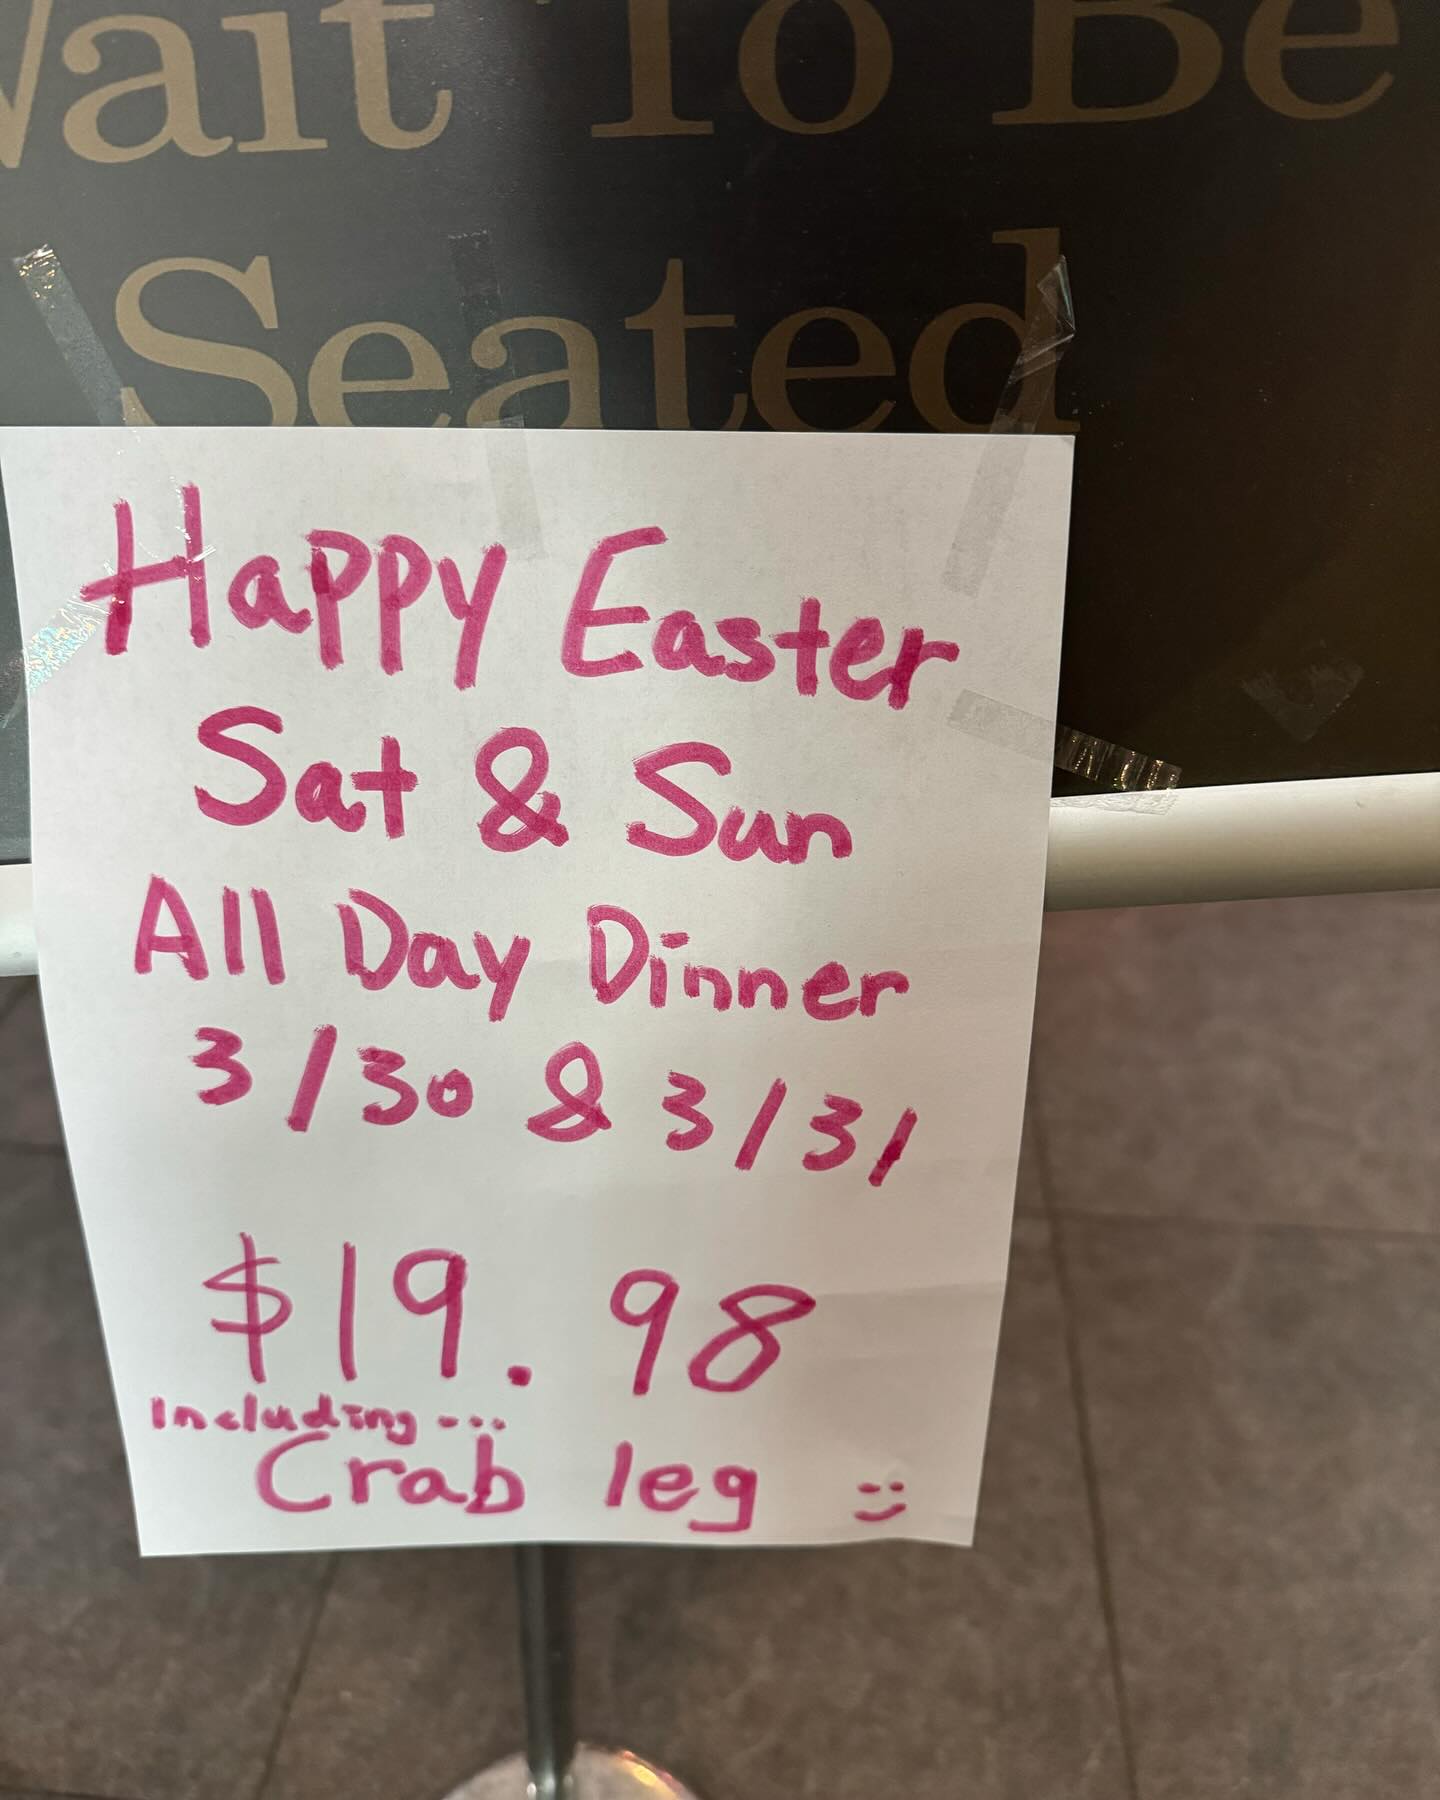 Wait To Be
Seated
Happy Easter
Sat & Sun
All Day Dinner
3/30 & 3/31
$19.98
Including ...
Crab leg